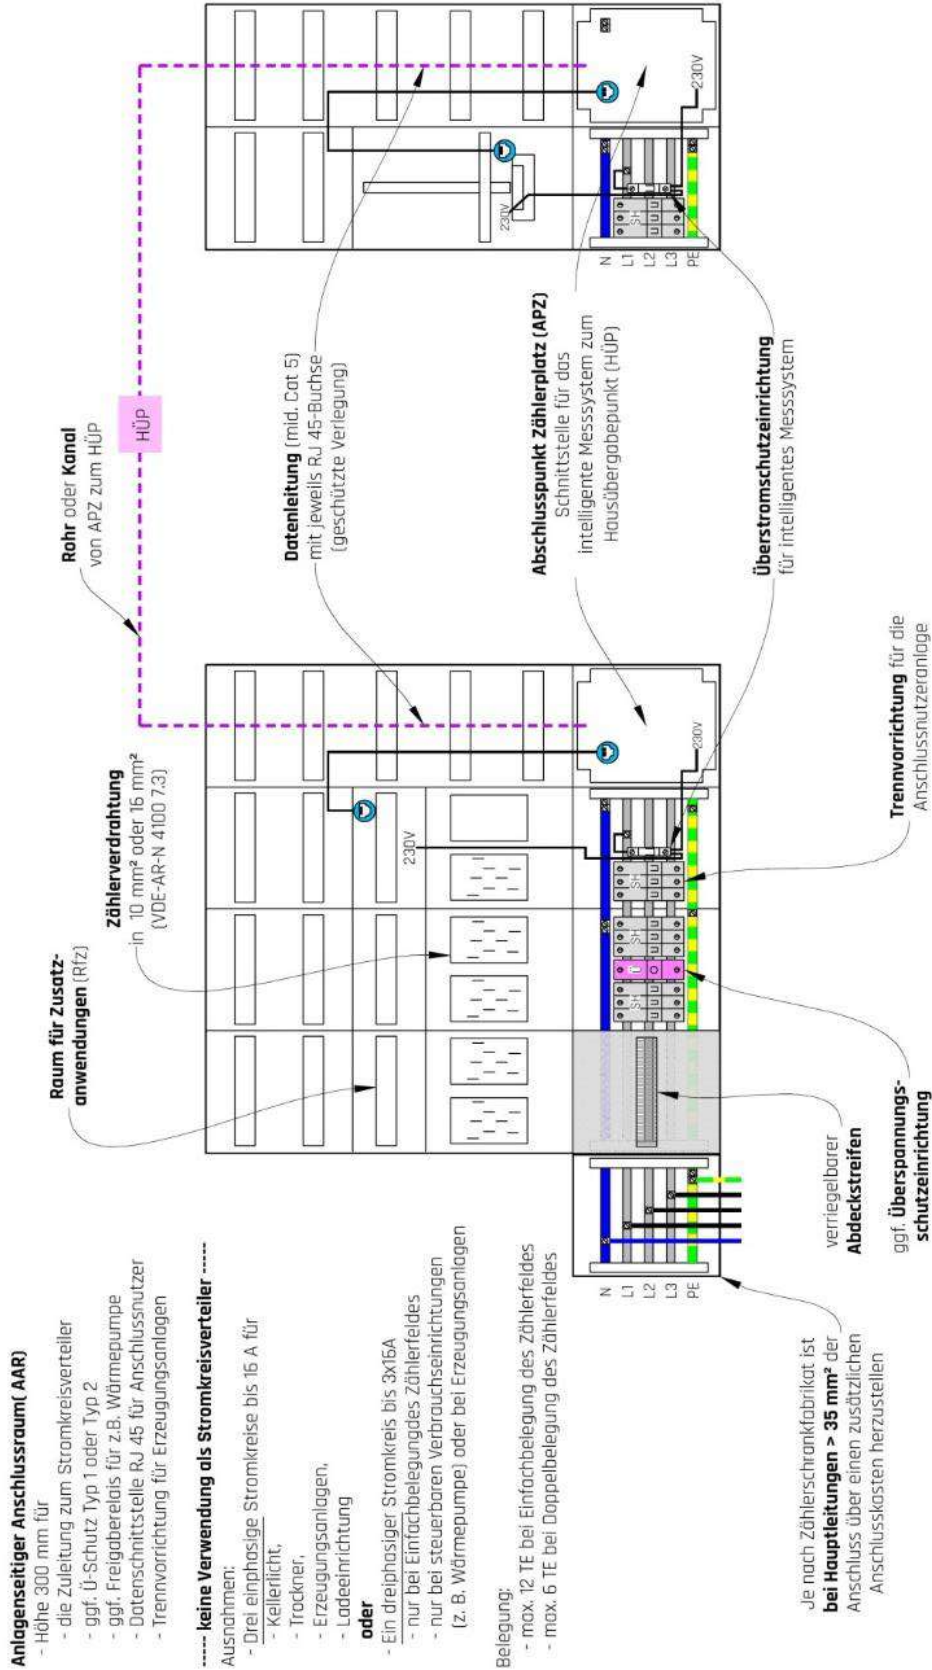 Anlagenseitiger Anschlussraum( AAR)
- Höhe 300 mm für
- die Zuleitung zum Stromkreisverteiler
- ggf. Ü-Schutz Typ 1 oder Typ 2
- ggf. Freigaberelais für z.B. Wärmepumpe
- Datenschnittstelle RJ 45 für Anschlussnutzer
- Trennvorrichtung für Erzeugungsanlagen
----- keine Verwendung als Stromkreisverteiler -----
Ausnahmen:
- Drei einphasige Stromkreise bis 16 A für
- Kellerlicht,
- Trockner,
- Erzeugungsanlagen,
- Ladeeinrichtung
oder
- Ein dreiphasiger Stromkreis bis 3x16A
- nur bei Einfachbelegungdes Zählerfeldes
- nur bei steuerbaren Verbrauchseinrichtungen
(z. B. Wärmepumpe) oder bei Erzeugungsanlagen
Belegung:
- max. 12 TE bei Einfachbelegung des Zählerfeldes
- max. 6 TE bei Doppelbelegung des Zählerfeldes
Je nach Zählerschrankfabrikat ist
bei Hauptleitungen > 35 mm² der
Anschluss über einen zusätzlichen
Anschlusskasten herzustellen
N
L1
L2
L3
PE
Raum für Zusatz-
anwendungen (RfZ)
Zählerverdrahtung
in 10 mm² oder 16 mm²
(VDE-AR-N 4100 7.3)
verriegelbarer
Abdeckstreifen
ggf. Überspannungs-
schutzeinrichtung
Trennvorrichtung für die
Anschlussnutzeranlage
SH
SH
SH
230V
230V
Rohr oder Kanal
von APZ zum HÜP
HÜP
Datenleitung (mid. Cat 5)
mit jeweils RJ 45-Buchse
(geschützte Verlegung)
Abschlusspunkt Zählerplatz (APZ)
Schnittstelle für das
intelligente Messsystem zum
Hausübergabepunkt (HÜP)
Überstromschutzeinrichtung
für intelligentes Messsystem
N
L1
L2
L3
PE
SH
230V
230V